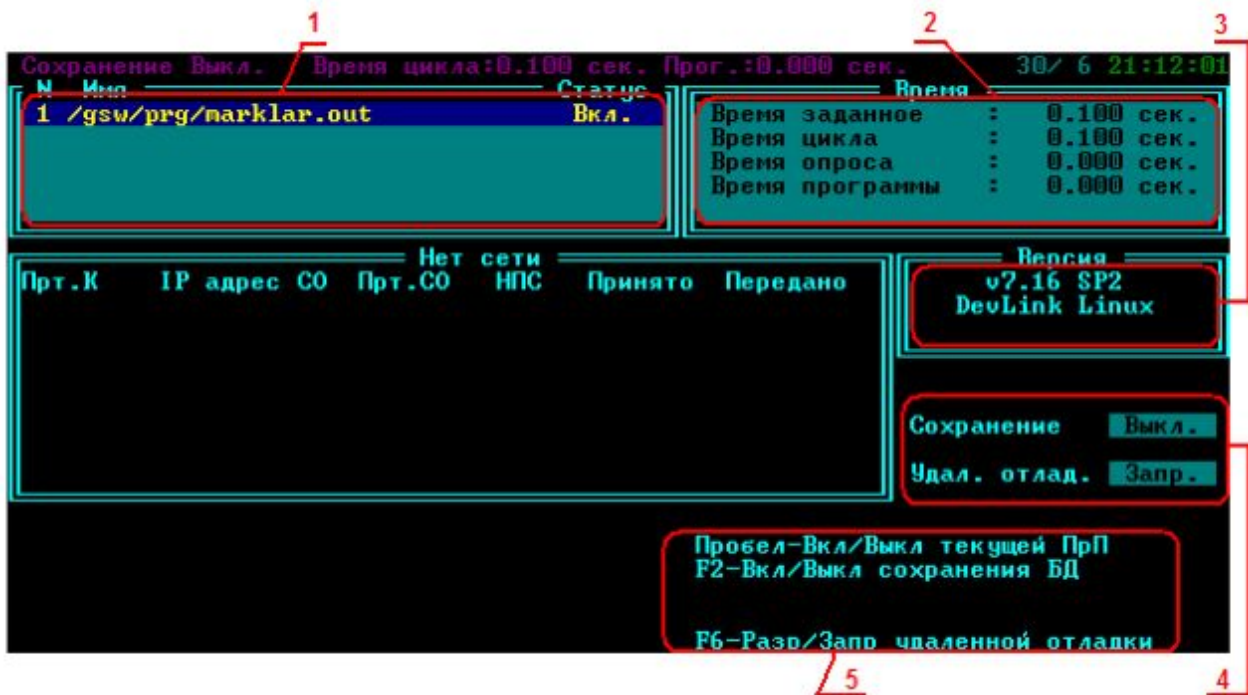 1
2
3
Сохранение Выкл. Время цикла:0.100 сек. Прог.:0.000 сек. 30/ 6 21:12:01
N Имя Статус
1 /gsw/prg/marklar.out Вкл.
Время
Время заданное : 0.100 сек.
Время цикла : 0.100 сек.
Время опроса : 0.000 сек.
Время программы : 0.000 сек.
Нет сети
Прт.К IP адрес СО Прт.СО НПС Принято Передано
Версия
v7.16 SP2
DevLink Linux
Сохранение Выкл.
Удал. отлад. Запр.
Пробел-Вкл/Выкл текущей ПрП
F2-Вкл/Выкл сохранения БД
F6-Разр/Запр удаленной отладки
5
4